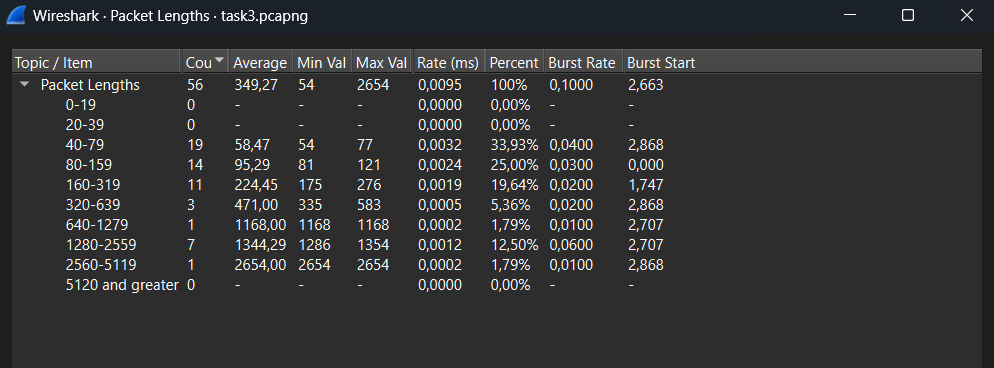 Wireshark · Packet Lengths · task3.pcapng
Topic / Item Cou Average Min Val Max Val Rate (ms) Percent Burst Rate Burst Start
Packet Lengths 56 349,27 54 2654 0,0095 100% 0,1000 2,663
0-19 0 - - - 0,0000 0,00% - -
20-39 0 - - - 0,0000 0,00% - -
40-79 19 58,47 54 77 0,0032 33,93% 0,0400 2,868
80-159 14 95,29 81 121 0,0024 25,00% 0,0300 0,000
160-319 11 224,45 175 276 0,0019 19,64% 0,0200 1,747
320-639 3 471,00 335 583 0,0005 5,36% 0,0200 2,868
640-1279 1 1168,00 1168 1168 0,0002 1,79% 0,0100 2,707
1280-2559 7 1344,29 1286 1354 0,0012 12,50% 0,0600 2,707
2560-5119 1 2654,00 2654 2654 0,0002 1,79% 0,0100 2,868
5120 and greater 0 - - - 0,0000 0,00% - -